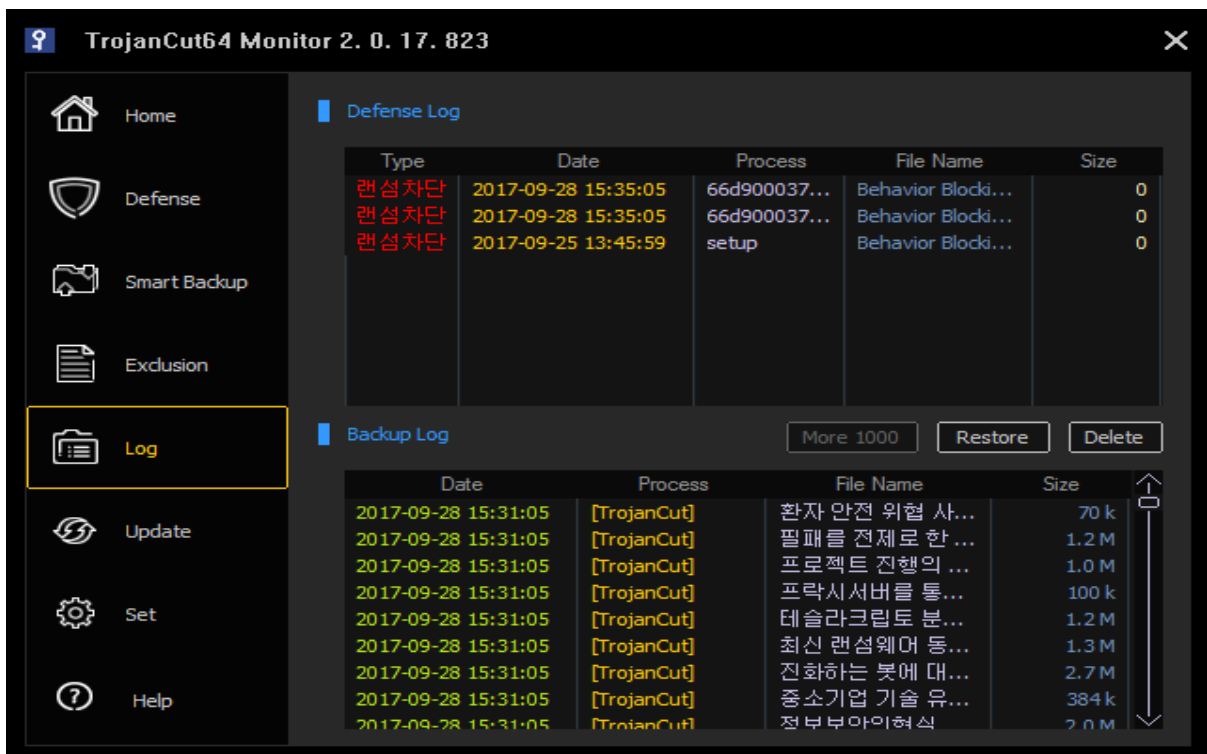 TrojanCut64 Monitor 2. 0. 17. 823
Home
Defense
Smart Backup
Exclusion
Log
Update
Set
Help
Defense Log
Type Date Process File Name Size
랜섬차단 2017-09-28 15:35:05 66d900037... Behavior Blocki... 0
랜섬차단 2017-09-28 15:35:05 66d900037... Behavior Blocki... 0
랜섬차단 2017-09-25 13:45:59 setup Behavior Blocki... 0
Backup Log More 1000 Restore Delete
Date Process File Name Size
2017-09-28 15:31:05 [TrojanCut] 환자 안전 위협 사... 70 k
2017-09-28 15:31:05 [TrojanCut] 필패를 전제로 한 ... 1.2 M
2017-09-28 15:31:05 [TrojanCut] 프로젝트 진행의 ... 1.0 M
2017-09-28 15:31:05 [TrojanCut] 프락시서버를 통... 100 k
2017-09-28 15:31:05 [TrojanCut] 테슬라크립토 분... 1.2 M
2017-09-28 15:31:05 [TrojanCut] 최신 랜섬웨어 동... 1.3 M
2017-09-28 15:31:05 [TrojanCut] 진화하는 봇에 대... 2.7 M
2017-09-28 15:31:05 [TrojanCut] 중소기업 기술 유... 384 k
2017-09-28 15:31:05 [TrojanCut] 2.0 M